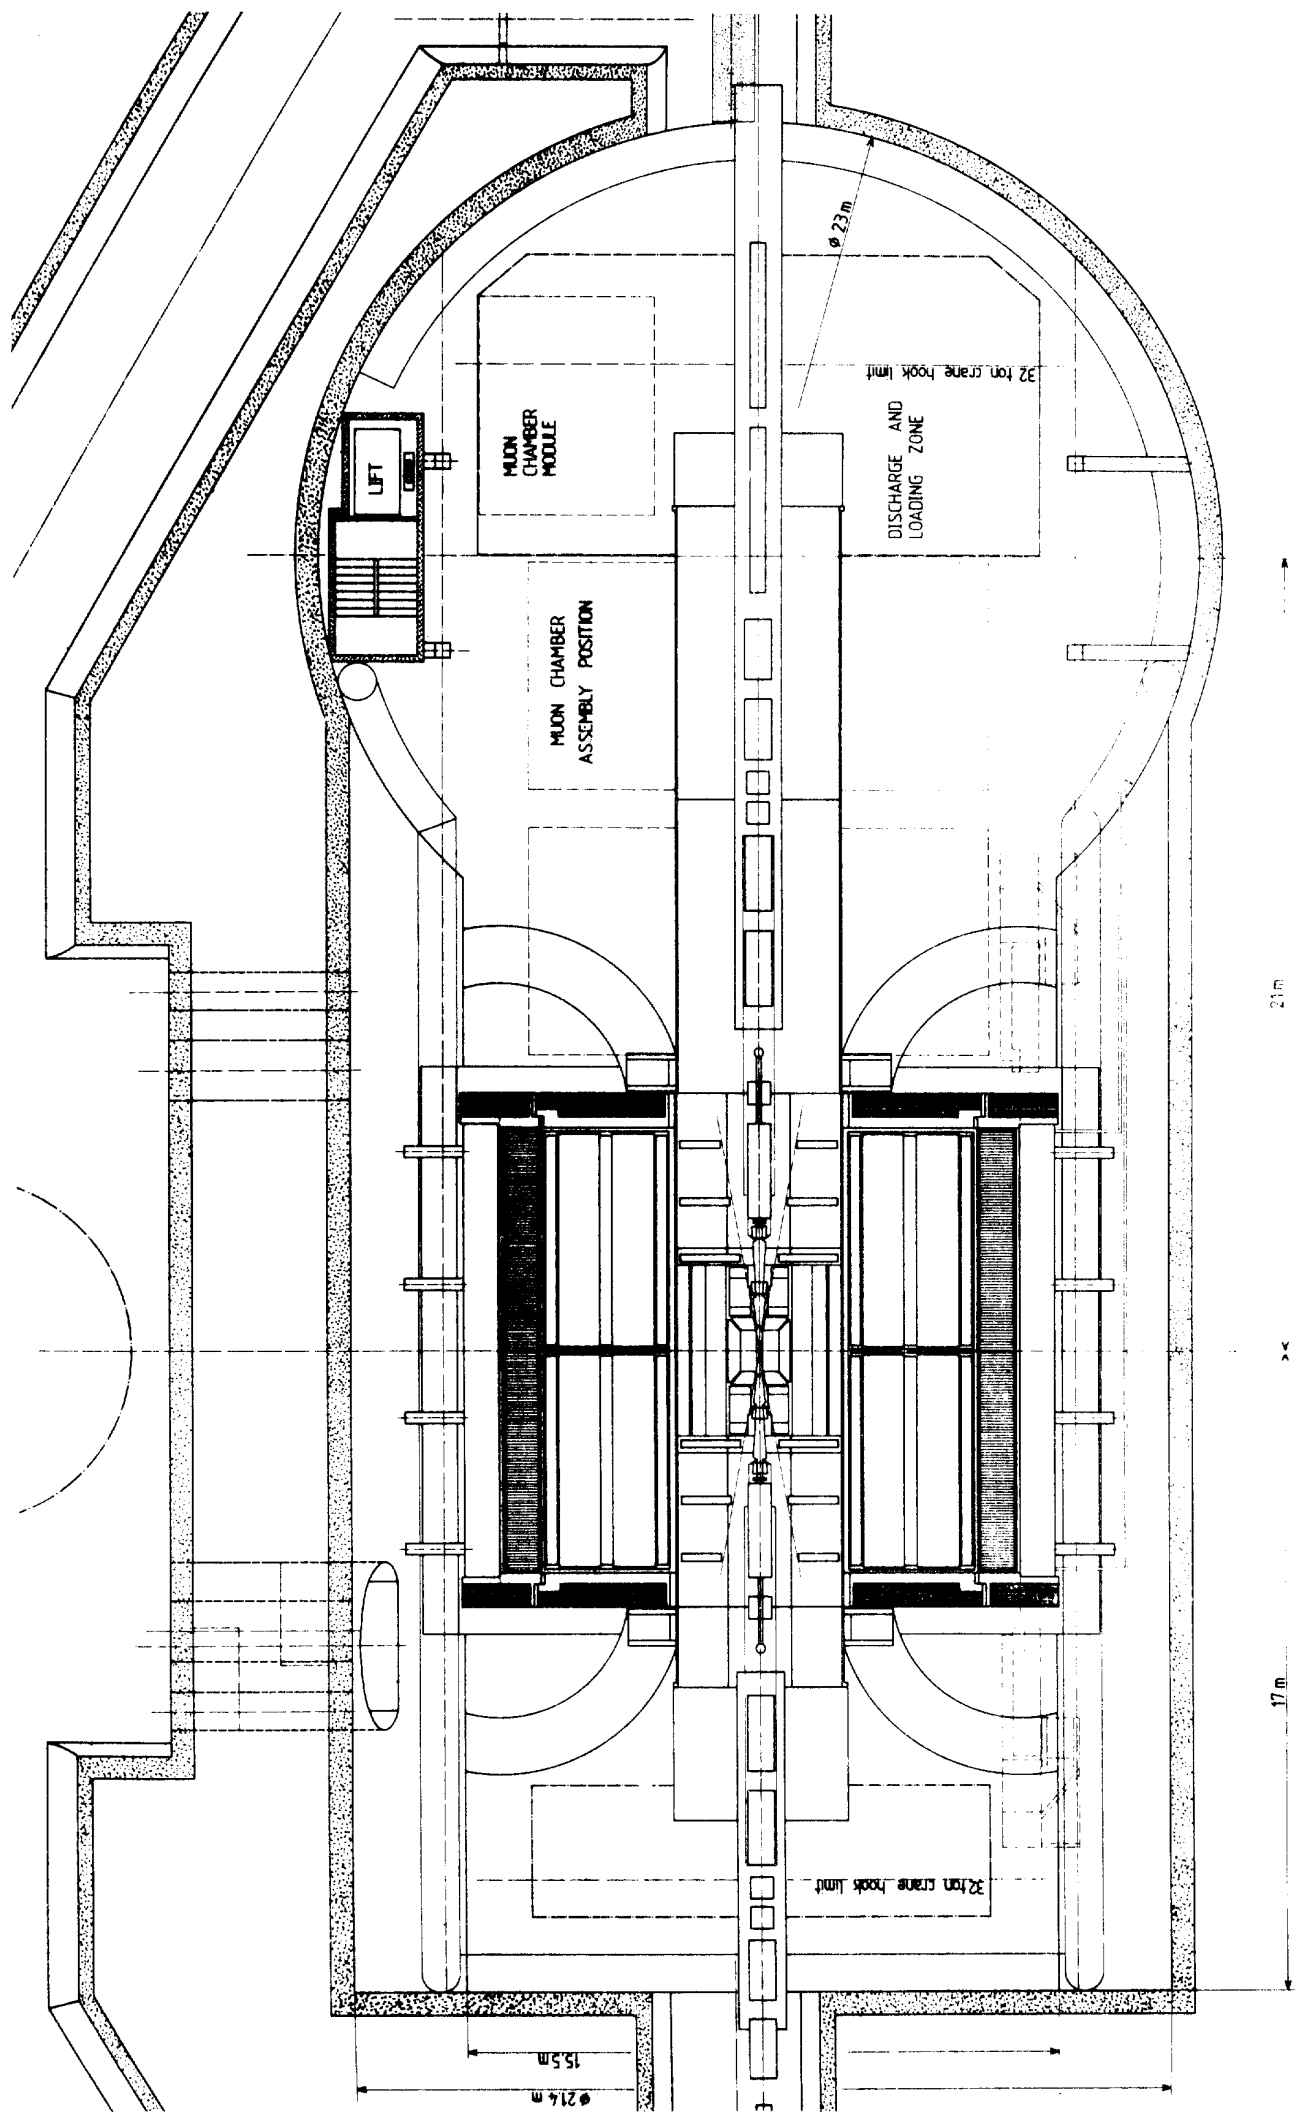 ø 23 m
32 ton crane hook limit
LIFT
MUON
CHAMBER
MODULE
DISCHARGE AND
LOADING ZONE
MUON CHAMBER
ASSEMBLY POSITION
21 m
17 m
32 ton crane hook limit
15.5 m
ø 21.4 m